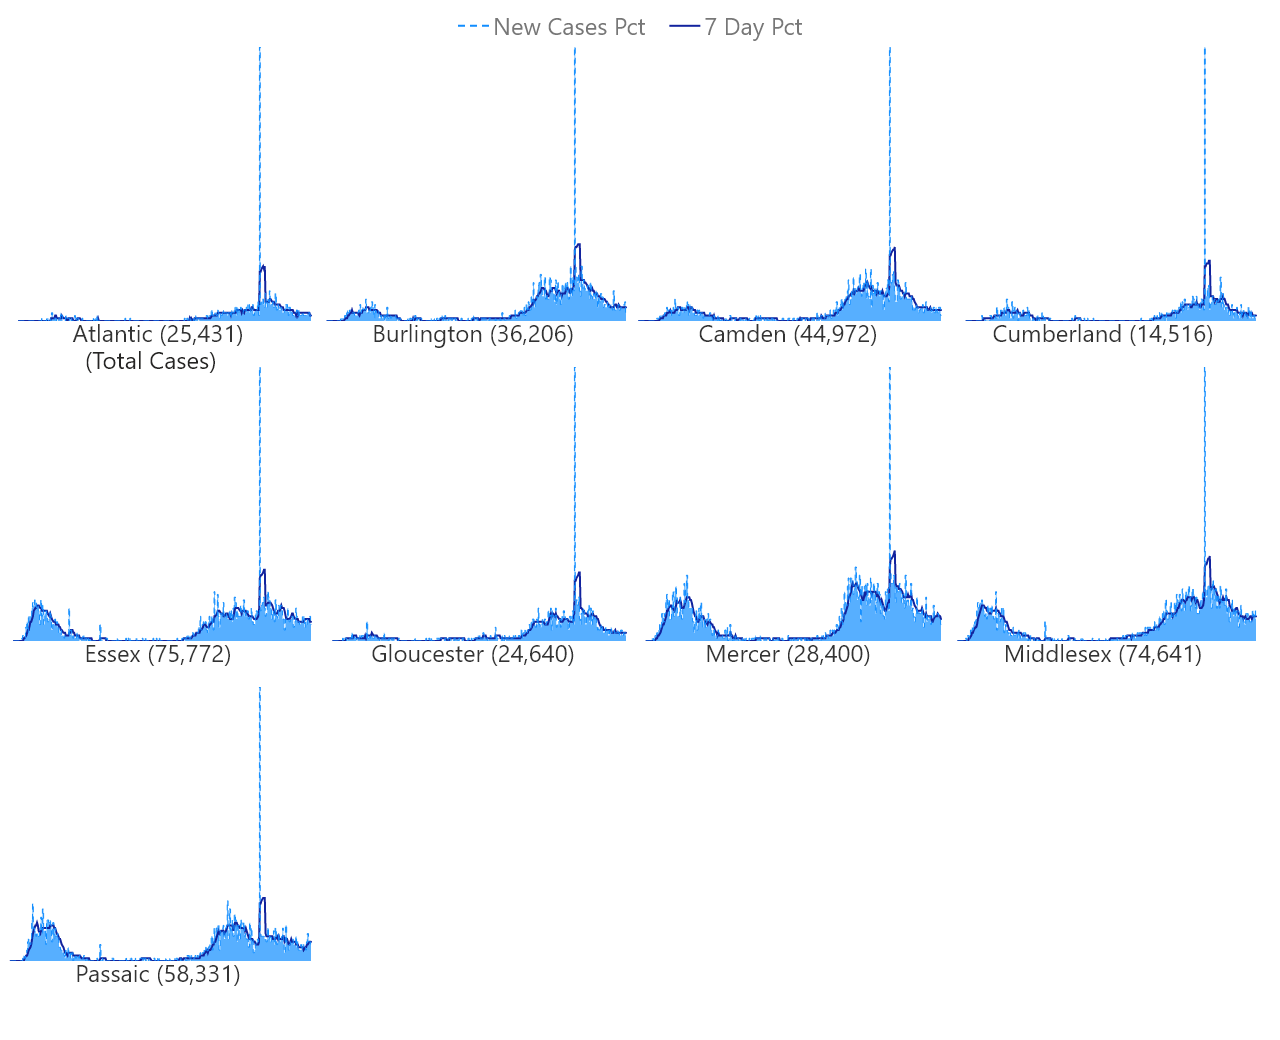 New Cases Pct 7 Day Pct
Atlantic (25,431)
(Total Cases)
Burlington (36,206)
Camden (44,972)
Cumberland (14,516)
Essex (75,772)
Gloucester (24,640)
Mercer (28,400)
Middlesex (74,641)
Passaic (58,331)